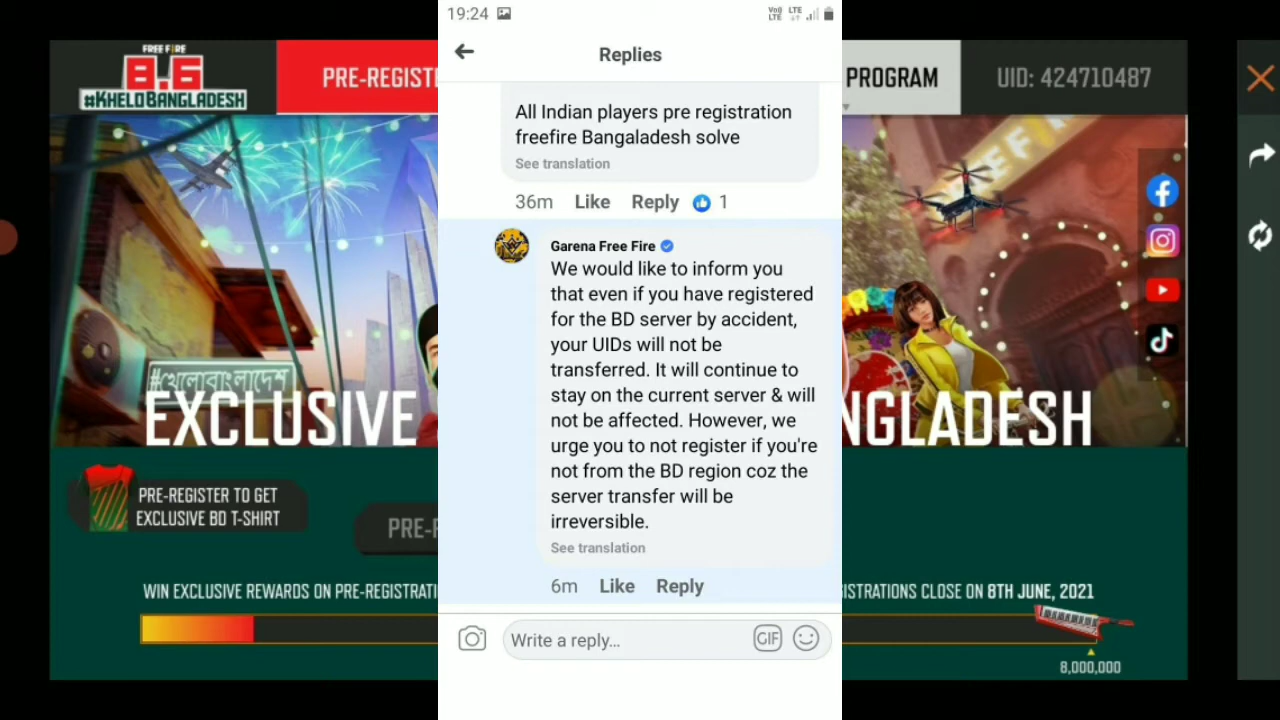 19:24
Vo))
LTE
LTE
Replies
All Indian players pre registration
freefire Bangaladesh solve
See translation
36m Like Reply 1
Garena Free Fire
We would like to inform you
that even if you have registered
for the BD server by accident,
your UIDs will not be
transferred. It will continue to
stay on the current server & will
not be affected. However, we
urge you to not register if you're
not from the BD region coz the
server transfer will be
irreversible.
See translation
6m Like Reply
Write a reply...
GIF
FREE FIRE
8.6
#KHELOBANGLADESH
PRE-REGISTR
PROGRAM
UID: 424710487
#খেলোবাংলাদেশ
EXCLUSIVE
NGLADESH
PRE-REGISTER TO GET
EXCLUSIVE BD T-SHIRT
PRE-R
WIN EXCLUSIVE REWARDS ON PRE-REGISTRATI
ISTRATIONS CLOSE ON 8TH JUNE, 2021
8,000,000